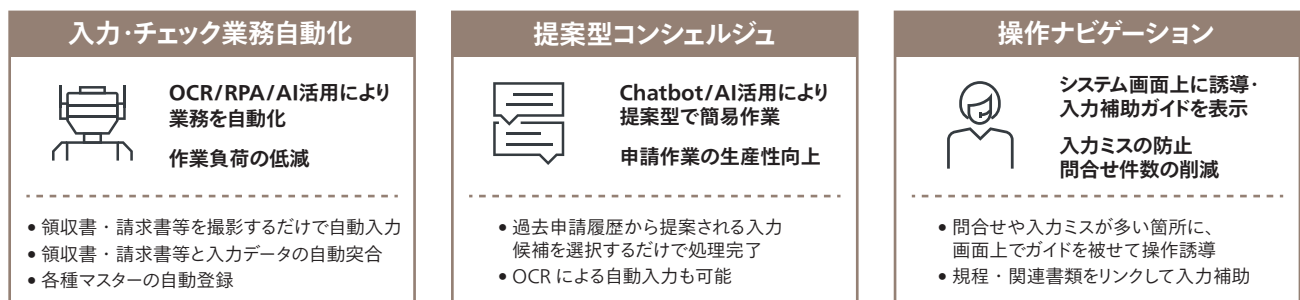 入力・チェック業務自動化
OCR/RPA/AI活用により
業務を自動化
作業負荷の低減
• 領収書・請求書等を撮影するだけで自動入力
• 領収書・請求書等と入力データの自動突合
• 各種マスターの自動登録
提案型コンシェルジュ
Chatbot/AI活用により
提案型で簡易作業
申請作業の生産性向上
• 過去申請履歴から提案される入力
候補を選択するだけで処理完了
• OCR による自動入力も可能
操作ナビゲーション
システム画面上に誘導・
入力補助ガイドを表示
入力ミスの防止
問合せ件数の削減
• 問合せや入力ミスが多い箇所に、
画面上でガイドを被せて操作誘導
• 規程・関連書類をリンクして入力補助